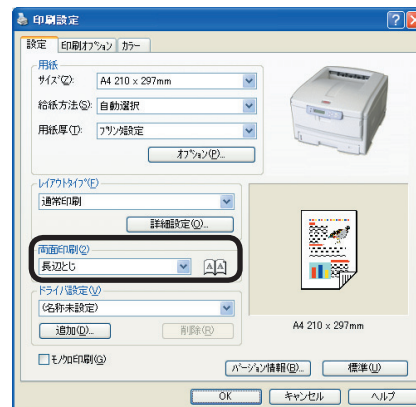 印刷設定
設定 印刷ｵﾌﾟｼｮﾝ ｶﾗｰ
用紙
ｻｲｽﾞ(Z): A4 210 x 297mm
給紙方法(S): 自動選択
用紙厚(T): ﾌﾟﾘﾝﾀ設定
ｵﾌﾟｼｮﾝ(P)...
ﾚｲｱｳﾄﾀｲﾌﾟ(E)
通常印刷
詳細設定(O)...
両面印刷(2)
長辺とじ
ﾄﾞﾗｲﾊﾞ設定(V)
(名称未設定)
追加(D)... 削除(R)
A4 210 x 297mm
ﾓﾉｸﾛ印刷(G)
ﾊﾞｰｼﾞｮﾝ情報(B)... 標準(U)
OK キャンセル ヘルプ